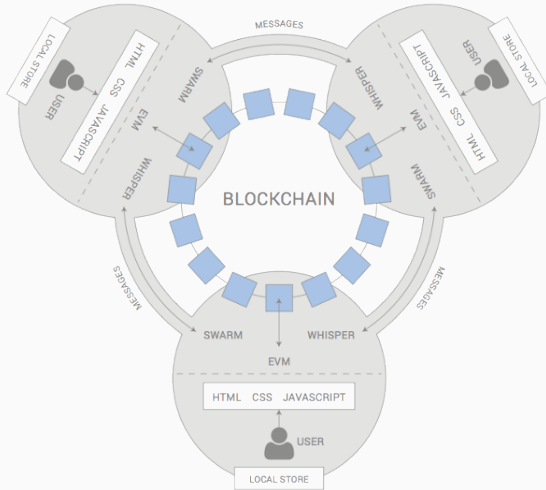 MESSAGES
LOCAL STORE
USER
HTML CSS JAVASCRIPT
SWARM
EVM
WHISPER
LOCAL STORE
USER
HTML CSS JAVASCRIPT
WHISPER
EVM
SWARM
BLOCKCHAIN
MESSAGES
MESSAGES
SWARM
WHISPER
EVM
HTML CSS JAVASCRIPT
USER
LOCAL STORE